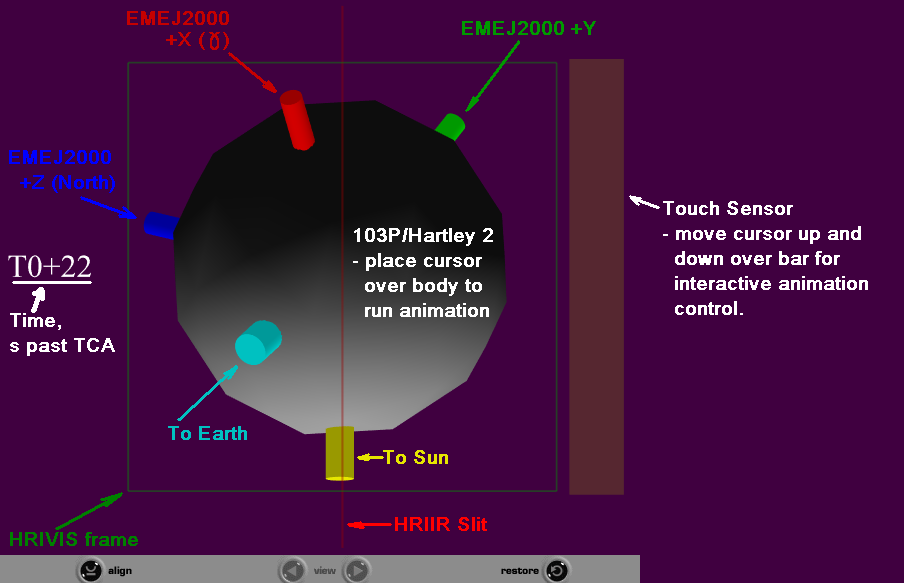 EMEJ2000
+X (♈)
EMEJ2000 +Y
EMEJ2000
+Z (North)
T0+22
Time,
s past TCA
103P/Hartley 2
- place cursor
over body to
run animation
Touch Sensor
- move cursor up and
down over bar for
interactive animation
control.
To Earth
To Sun
HRIIR Slit
HRIVIS frame
align
view
restore